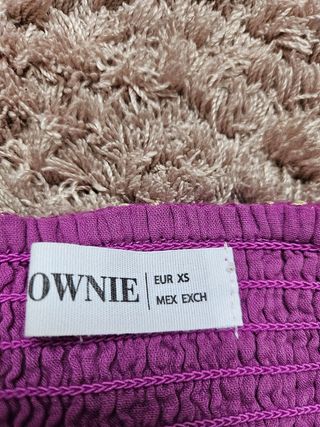 OWNIE
EUR XS
MEX EXCH